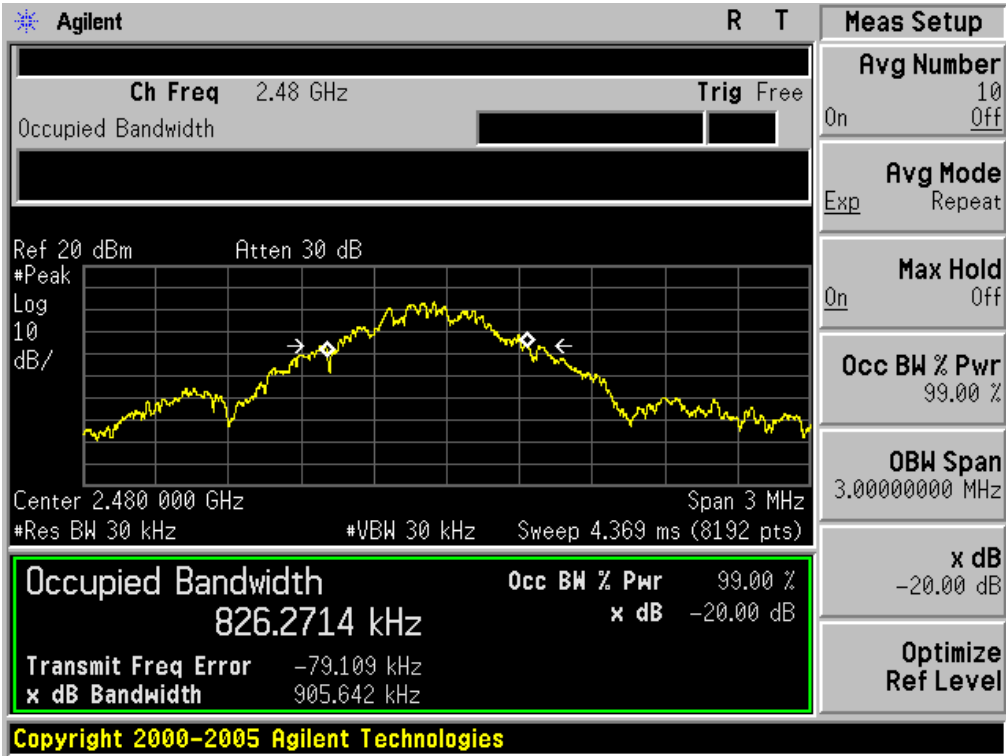 Agilent R T
Ch Freq 2.48 GHz Trig Free
Occupied Bandwidth
Ref 20 dBm Atten 30 dB
#Peak
Log
10
dB/
Center 2.480 000 GHz Span 3 MHz
#Res BW 30 kHz #VBW 30 kHz Sweep 4.369 ms (8192 pts)
Occupied Bandwidth
826.2714 kHz
Occ BW % Pwr 99.00 %
x dB -20.00 dB
Transmit Freq Error -79.109 kHz
x dB Bandwidth 905.642 kHz
Copyright 2000-2005 Agilent Technologies
Meas Setup
Avg Number
10
On Off
Avg Mode
Exp Repeat
Max Hold
On Off
Occ BW % Pwr
99.00 %
OBW Span
3.00000000 MHz
x dB
-20.00 dB
Optimize
Ref Level